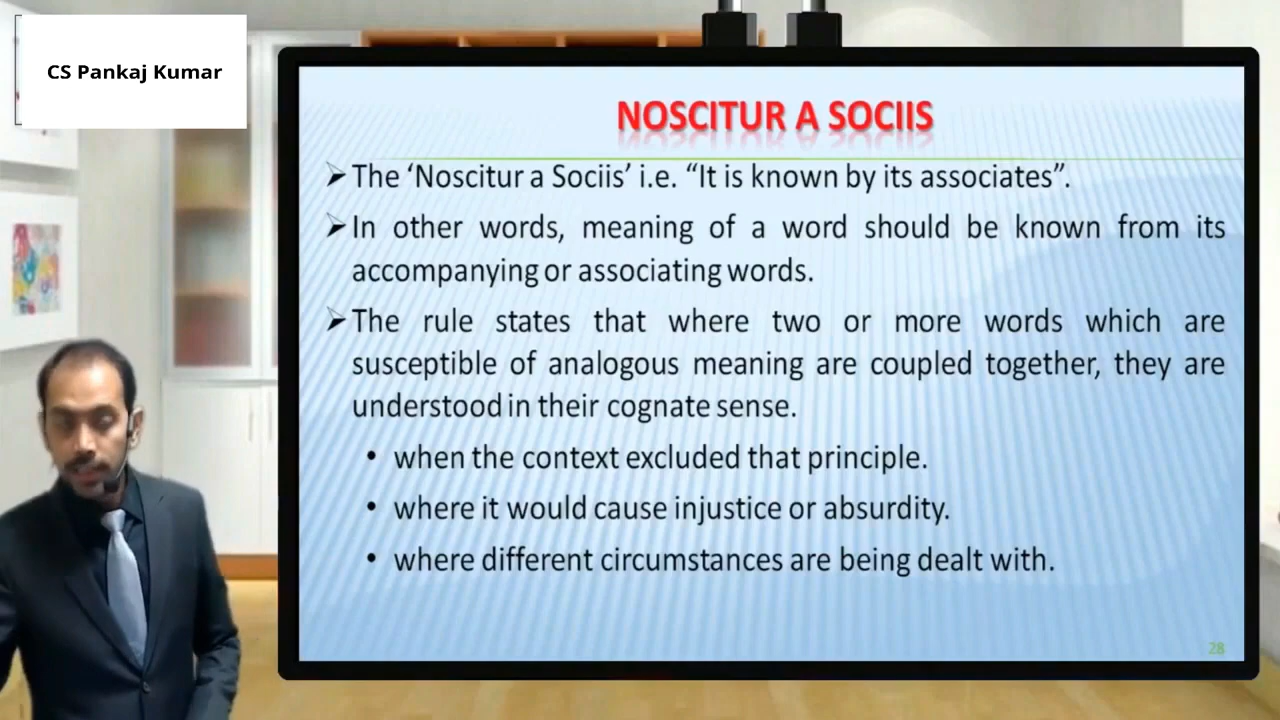 CS Pankaj Kumar
NOSCITUR A SOCIIS
The ‘Noscitur a Sociis’ i.e. “It is known by its associates”.
In other words, meaning of a word should be known from its
accompanying or associating words.
The rule states that where two or more words which are
susceptible of analogous meaning are coupled together, they are
understood in their cognate sense.
• when the context excluded that principle.
• where it would cause injustice or absurdity.
• where different circumstances are being dealt with.
28